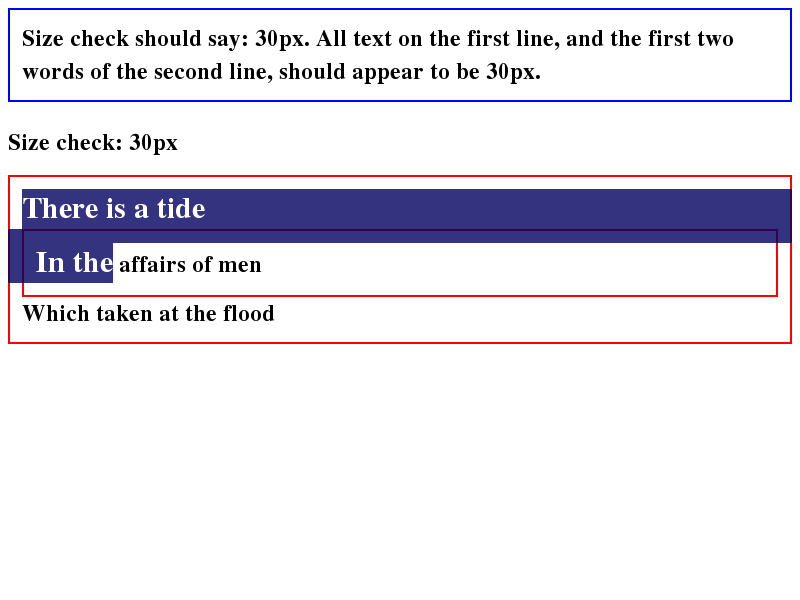 Size check should say: 30px. All text on the first line, and the first two
words of the second line, should appear to be 30px.
Size check: 30px
There is a tide
In the affairs of men
Which taken at the flood